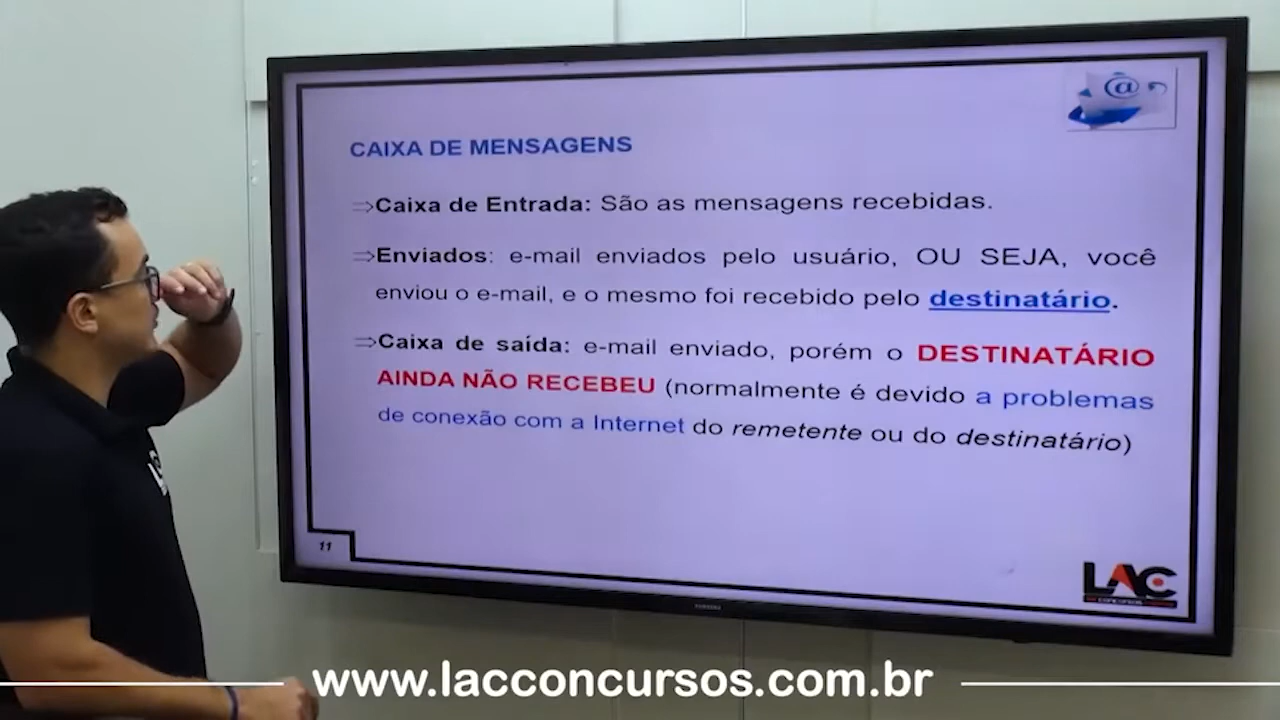 CAIXA DE MENSAGENS
⇒Caixa de Entrada: São as mensagens recebidas.
⇒Enviados: e-mail enviados pelo usuário, OU SEJA, você
enviou o e-mail, e o mesmo foi recebido pelo destinatário.
⇒Caixa de saída: e-mail enviado, porém o DESTINATÁRIO
AINDA NÃO RECEBEU (normalmente é devido a problemas
de conexão com a Internet do remetente ou do destinatário)
11
LAC
CONCURSOS
www.lacconcursos.com.br